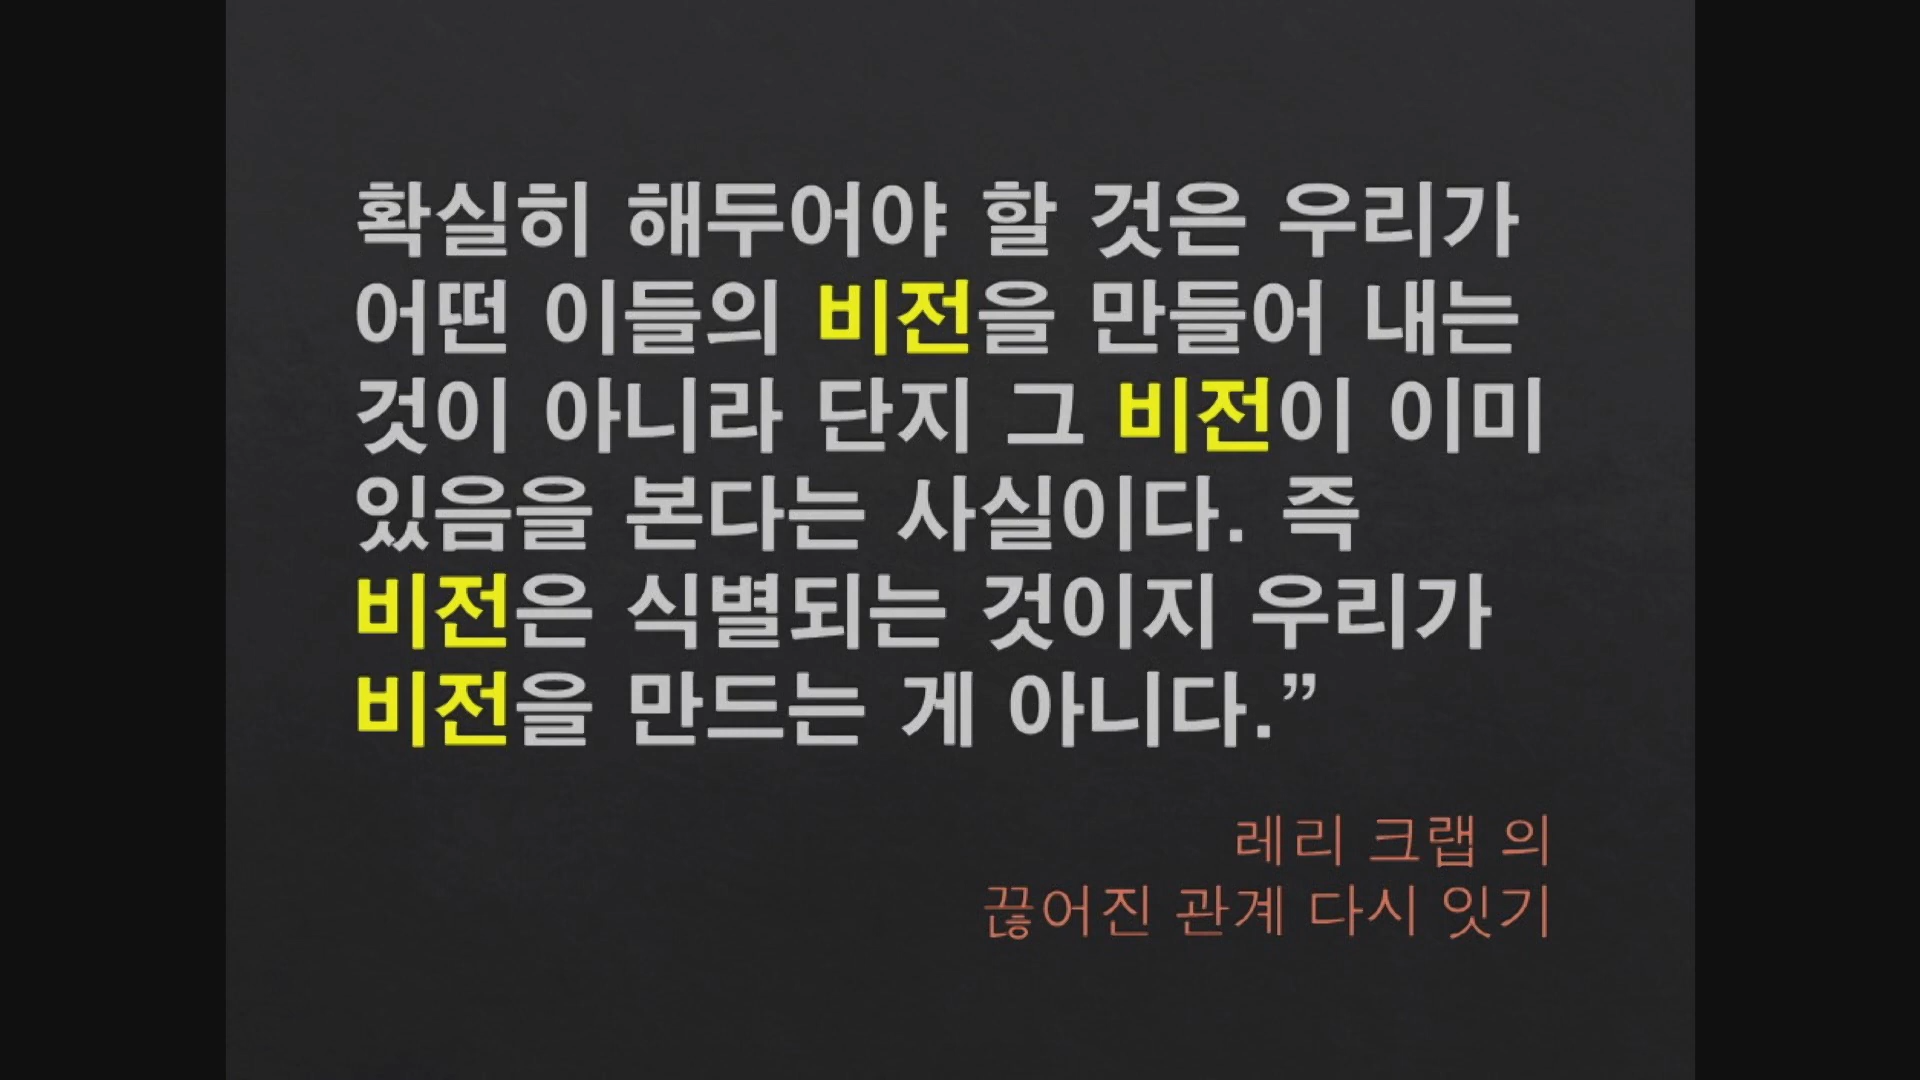 확실히 해두어야 할 것은 우리가
어떤 이들의 비전을 만들어 내는
것이 아니라 단지 그 비전이 이미
있음을 본다는 사실이다. 즉
비전은 식별되는 것이지 우리가
비전을 만드는 게 아니다.”
레리 크랩 의
끊어진 관계 다시 잇기